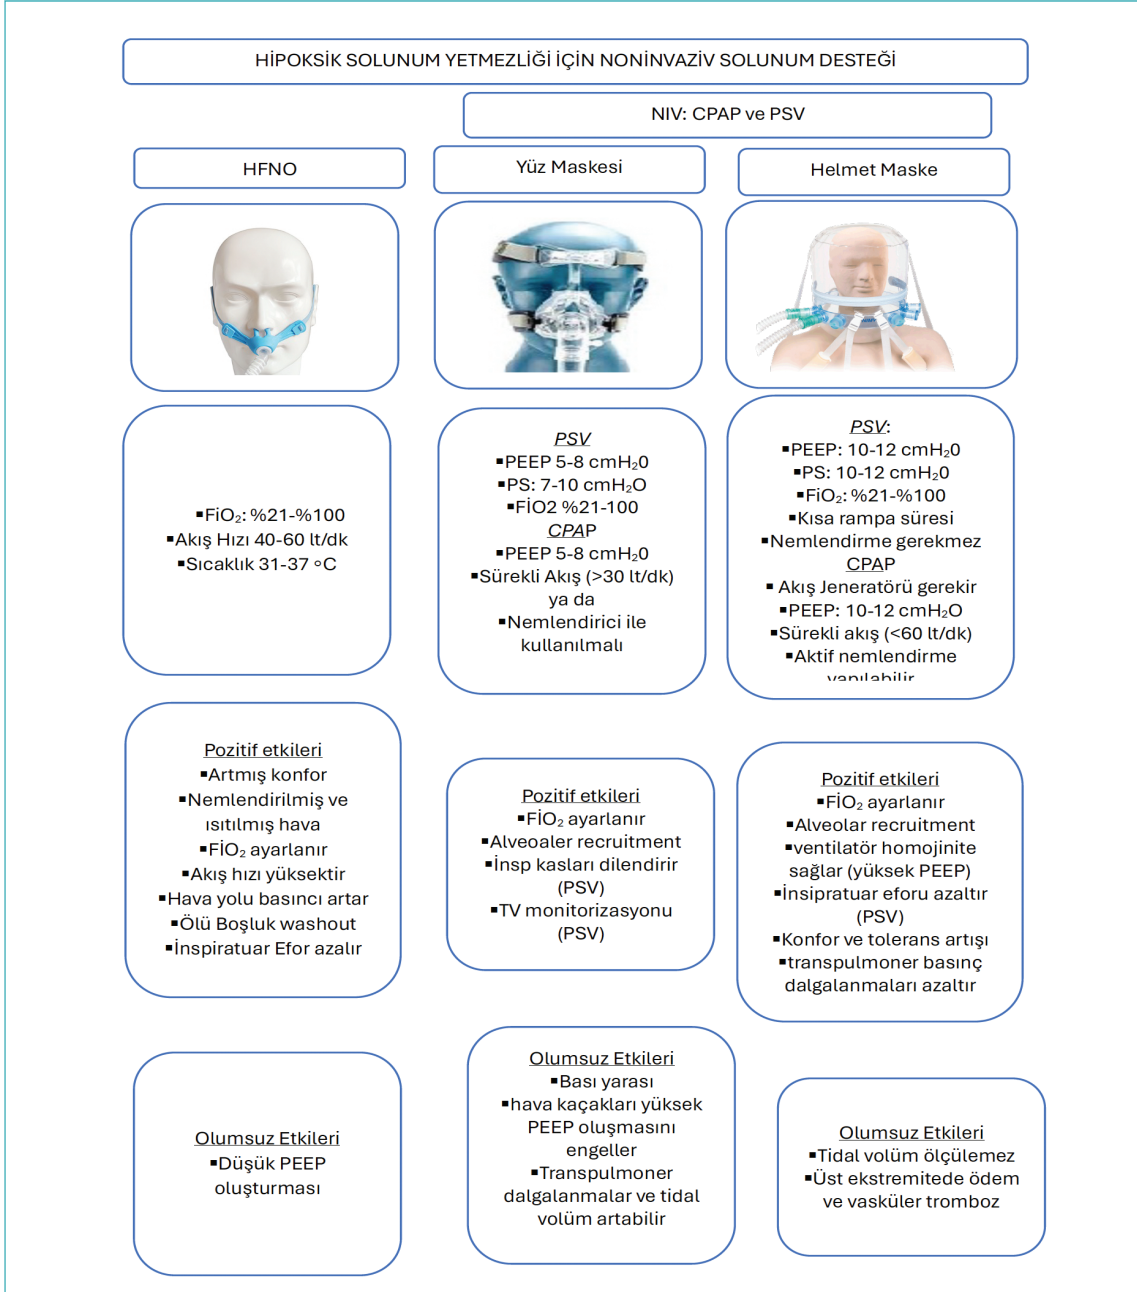 HİPOKSİK SOLUNUM YETMEZLİĞİ İÇİN NONİNVAZİV SOLUNUM DESTEĞİ
NIV: CPAP ve PSV
HFNO
Yüz Maskesi
Helmet Maske
▪FiO₂: %21-%100
▪Akış Hızı 40-60 lt/dk
▪Sıcaklık 31-37 ∘C
PSV
▪PEEP 5-8 cmH₂0
▪PS: 7-10 cmH₂O
▪FİO2 %21-100
CPAP
▪PEEP 5-8 cmH₂0
▪Sürekli Akış (>30 lt/dk)
ya da
▪Nemlendirici ile
kullanılmalı
PSV:
▪PEEP: 10-12 cmH₂0
▪PS: 10-12 cmH₂0
▪FiO₂: %21-%100
▪Kısa rampa süresi
▪Nemlendirme gerekmez
CPAP
▪ Akış Jeneratörü gerekir
▪PEEP: 10-12 cmH₂O
▪Sürekli akış (<60 lt/dk)
▪Aktif nemlendirme
yapılabilir
Pozitif etkileri
▪Artmış konfor
▪Nemlendirilmiş ve
ısıtılmış hava
▪FİO₂ ayarlanır
▪Akış hızı yüksektir
▪Hava yolu basıncı artar
▪Ölü Boşluk washout
▪İnspiratuar Efor azalır
Pozitif etkileri
▪FİO₂ ayarlanır
▪Alveoaler recruitment
▪İnsp kasları dilendirir
(PSV)
▪TV monitorizasyonu
(PSV)
Pozitif etkileri
▪FİO₂ ayarlanır
▪Alveolar recruitment
▪ventilatör homojinite
sağlar (yüksek PEEP)
▪İnsipratuar eforu azaltır
(PSV)
▪Konfor ve tolerans artışı
▪transpulmoner basınç
dalgalanmaları azaltır
Olumsuz Etkileri
▪Düşük PEEP
oluşturması
Olumsuz Etkileri
▪Bası yarası
▪hava kaçakları yüksek
PEEP oluşmasını
engeller
▪Transpulmoner
dalgalanmalar ve tidal
volüm artabilir
Olumsuz Etkileri
▪Tidal volüm ölçülemez
▪Üst ekstremitede ödem
ve vasküler tromboz